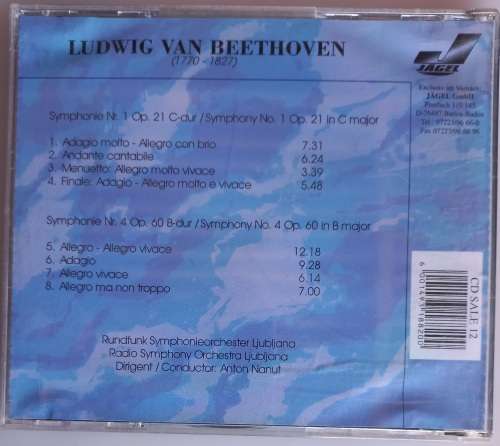 LUDWIG VAN BEETHOVEN
(1770 - 1827)
JÄGEL
JÄGEL GmbH
Symphonie Nr. 1 Op. 21 C-dur / Symphony No. 1 Op. 21 in C major
1. Adagio molto - Allegro con brio 7.31
2. Andante cantabile 6.24
3. Menuetto: Allegro molto vivace 3.39
4. Finale: Adagio - Allegro molto e vivace 5.48
Symphonie Nr. 4 Op. 60 B-dur / Symphony No. 4 Op. 60 in B major
5. Allegro - Allegro vivace 12.18
6. Adagio 9.28
7. Allegro vivace 6.14
8. Allegro ma non troppo 7.00
Rundfunk Symphonieorchester Ljubljana
Radio Symphony Orchestra Ljubljana
Dirigent / Conductor: Anton Nanut
CD SALE 12